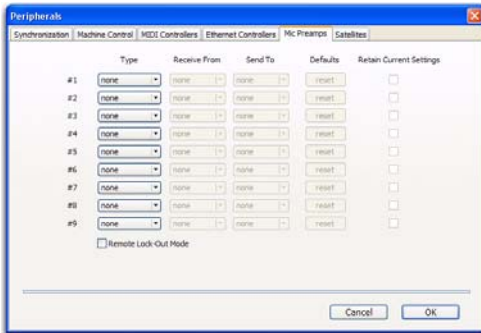 Peripherals
Synchronization Machine Control MIDI Controllers Ethernet Controllers Mic Preamps Satellites
Type Receive From Send To Defaults Retain Current Settings
#1 none none none reset
#2 none none none reset
#3 none none none reset
#4 none none none reset
#5 none none none reset
#6 none none none reset
#7 none none none reset
#8 none none none reset
#9 none none none reset
Remote Lock-Out Mode
Cancel OK